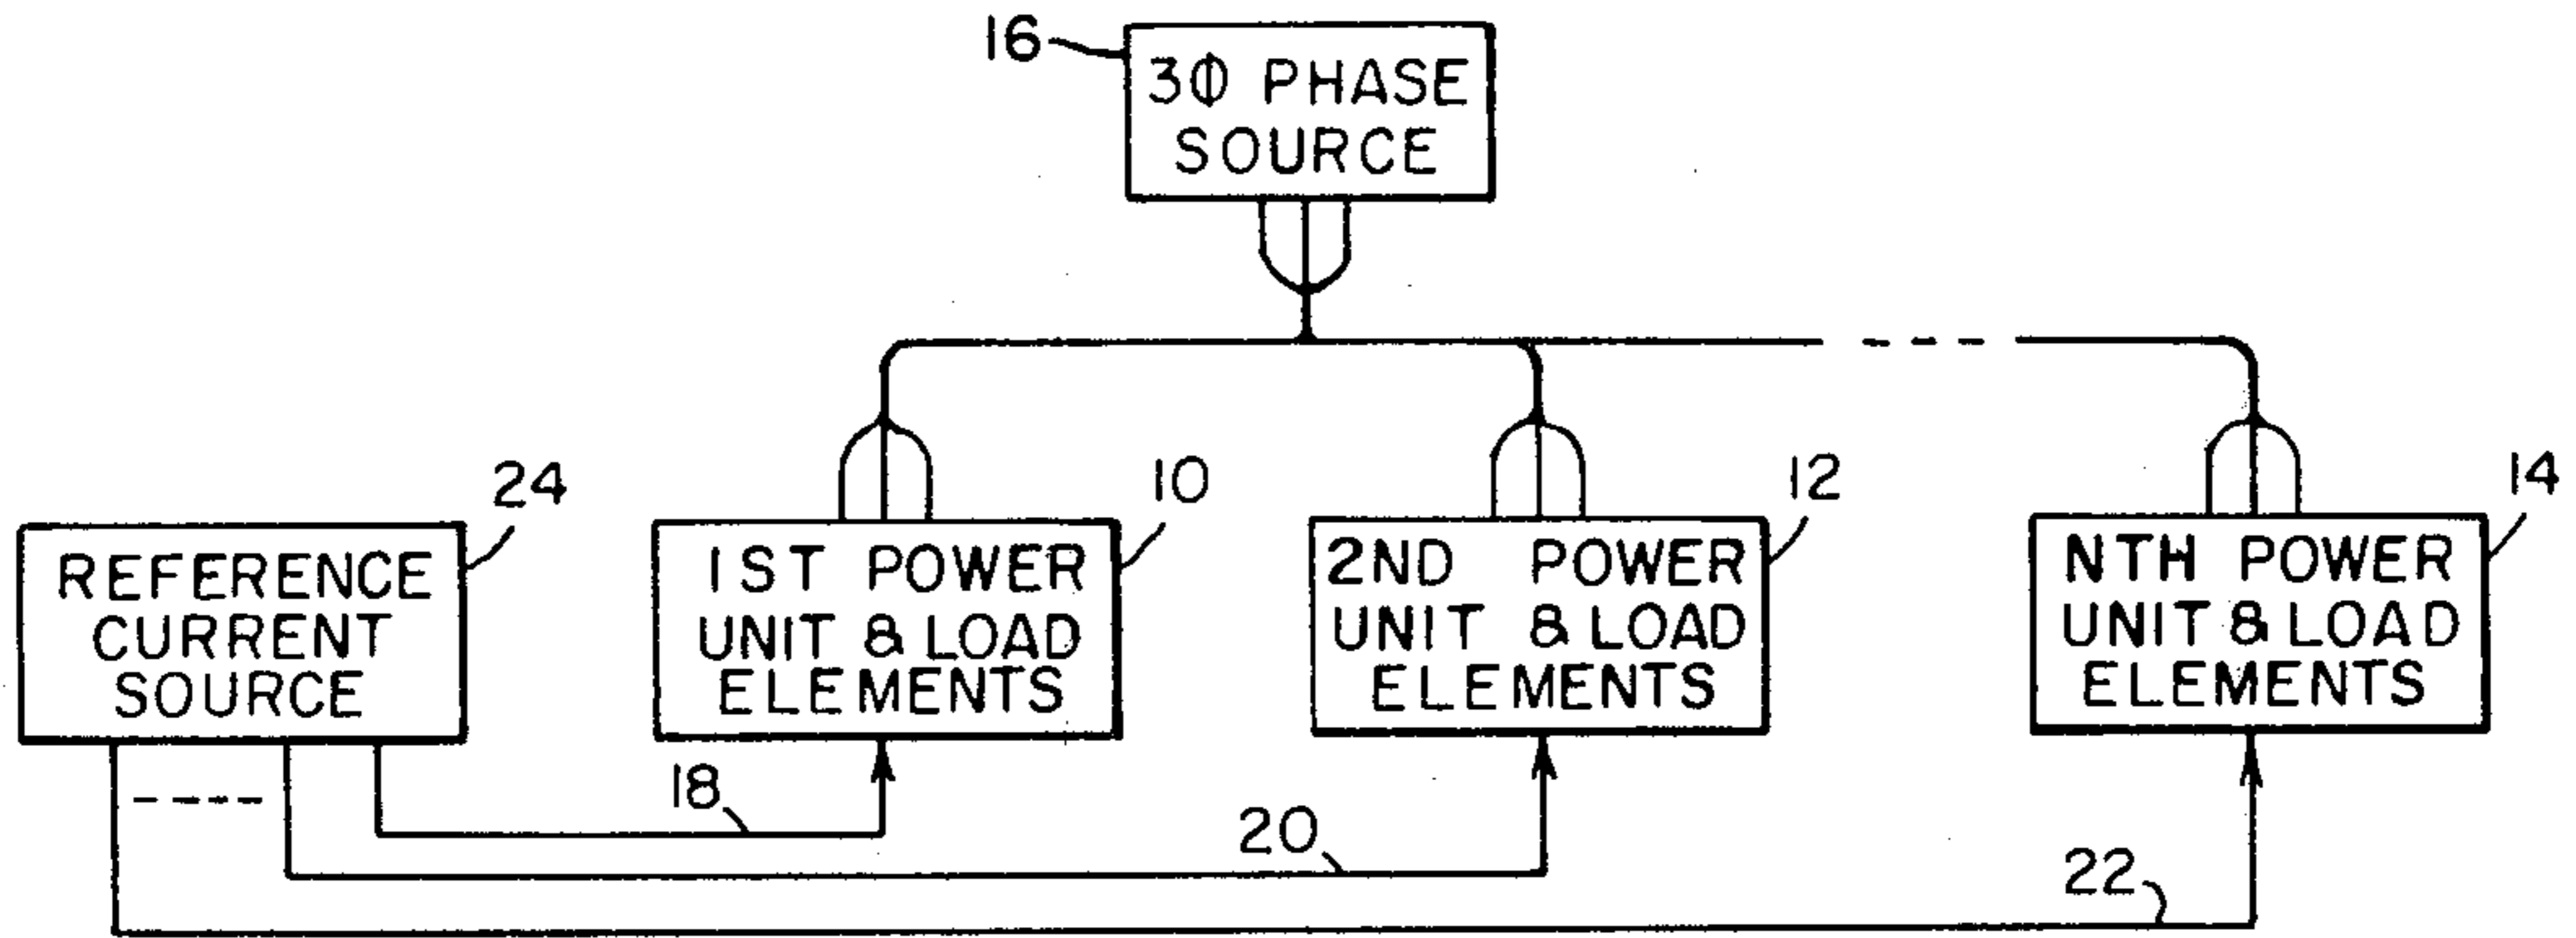 16
3Φ PHASE
SOURCE
24
10
12
14
REFERENCE
CURRENT
SOURCE
1ST POWER
UNIT & LOAD
ELEMENTS
2ND POWER
UNIT & LOAD
ELEMENTS
NTH POWER
UNIT & LOAD
ELEMENTS
18
20
22